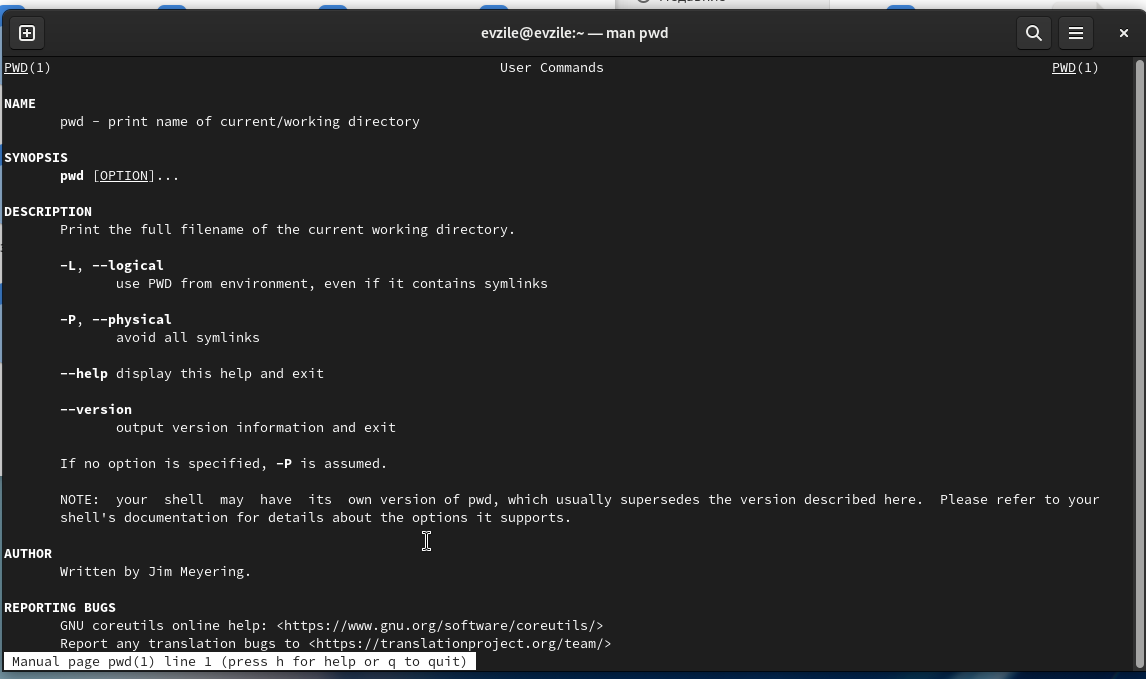 evzile@evzile:~ — man pwd
PWD(1) User Commands PWD(1)
NAME
pwd - print name of current/working directory
SYNOPSIS
pwd [OPTION]...
DESCRIPTION
Print the full filename of the current working directory.
-L, --logical
use PWD from environment, even if it contains symlinks
-P, --physical
avoid all symlinks
--help display this help and exit
--version
output version information and exit
If no option is specified, -P is assumed.
NOTE: your shell may have its own version of pwd, which usually supersedes the version described here. Please refer to your
shell's documentation for details about the options it supports.
AUTHOR
Written by Jim Meyering.
REPORTING BUGS
GNU coreutils online help: <https://www.gnu.org/software/coreutils/>
Report any translation bugs to <https://translationproject.org/team/>
Manual page pwd(1) line 1 (press h for help or q to quit)